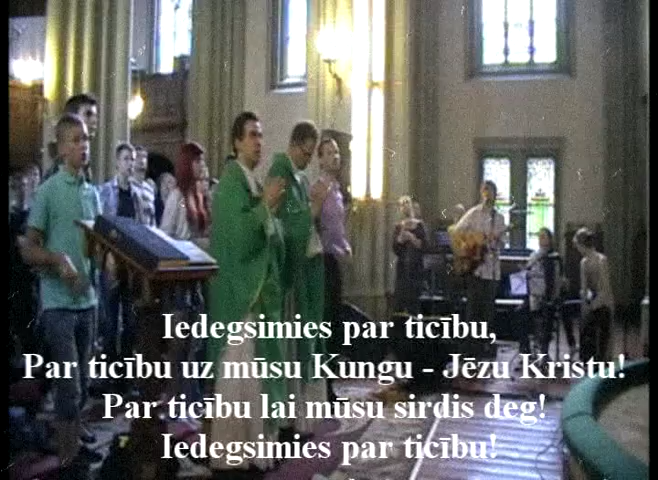 Iedegsimies par ticību,
Par ticību uz mūsu Kungu - Jēzu Kristu!
Par ticību lai mūsu sirdis deg!
Iedegsimies par ticību!